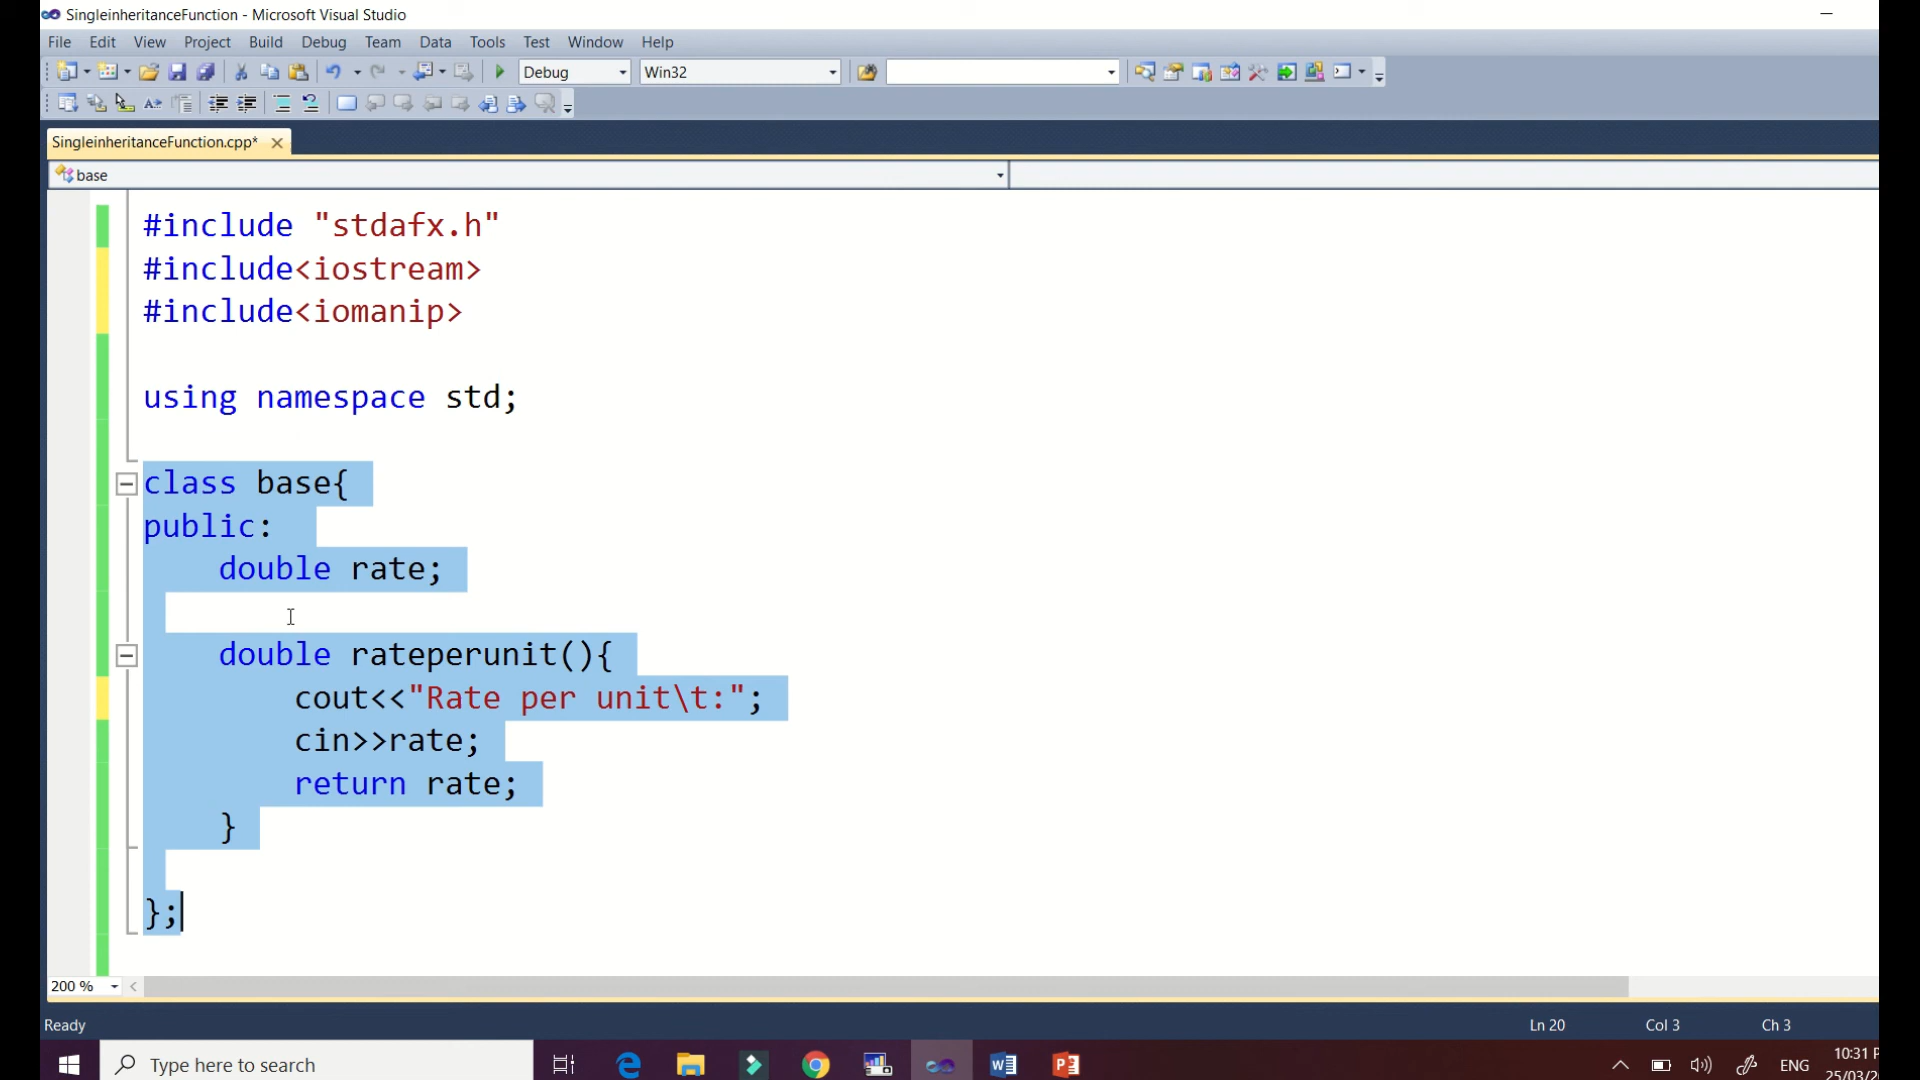 SingleinheritanceFunction - Microsoft Visual Studio
File Edit View Project Build Debug Team Data Tools Test Window Help
Debug Win32
SingleinheritanceFunction.cpp*
base
#include "stdafx.h"
#include<iostream>
#include<iomanip>
using namespace std;
class base{
public:
double rate;
double rateperunit(){
cout<<"Rate per unit\t:";
cin>>rate;
return rate;
}
};
200 %
Ready Ln 20 Col 3 Ch 3
Type here to search
ENG
10:31 P
25/03/2